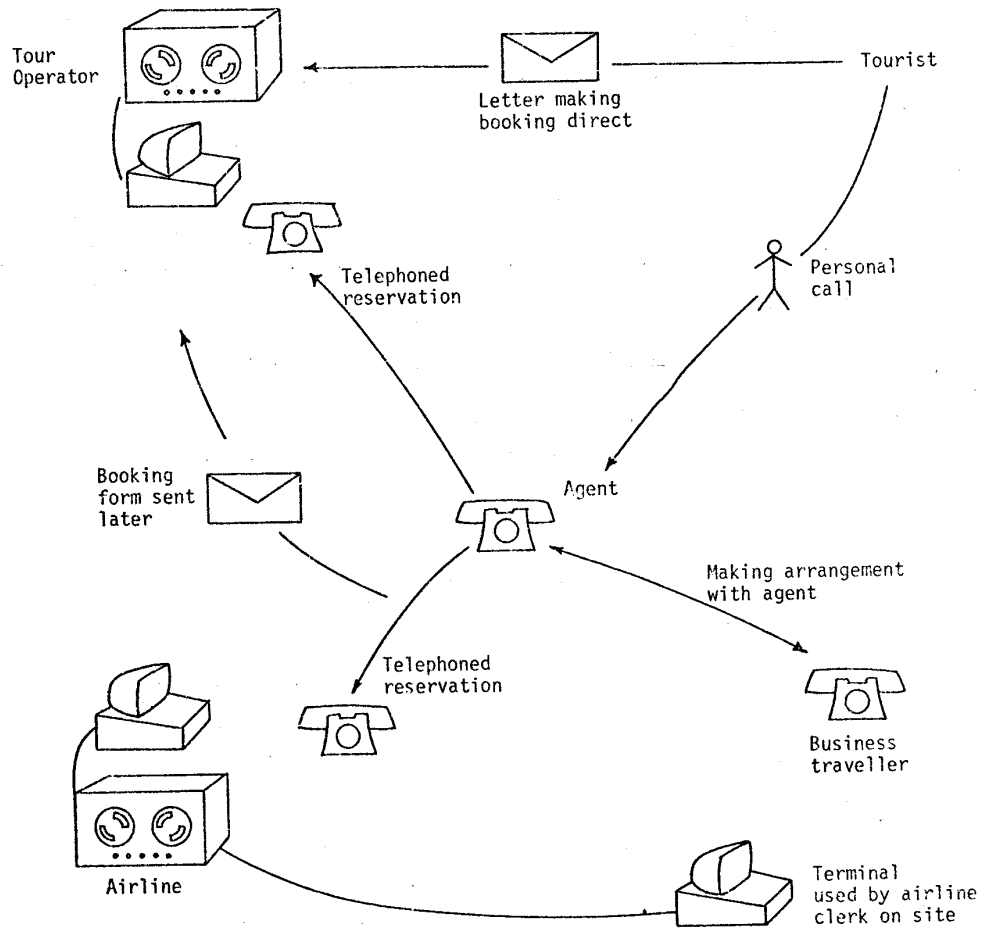 Tour
Operator
Letter making
booking direct
Tourist
Telephoned
reservation
Personal
call
Booking
form sent
later
Agent
Making arrangement
with agent
Telephoned
reservation
Business
traveller
Airline
Terminal
used by airline
clerk on site